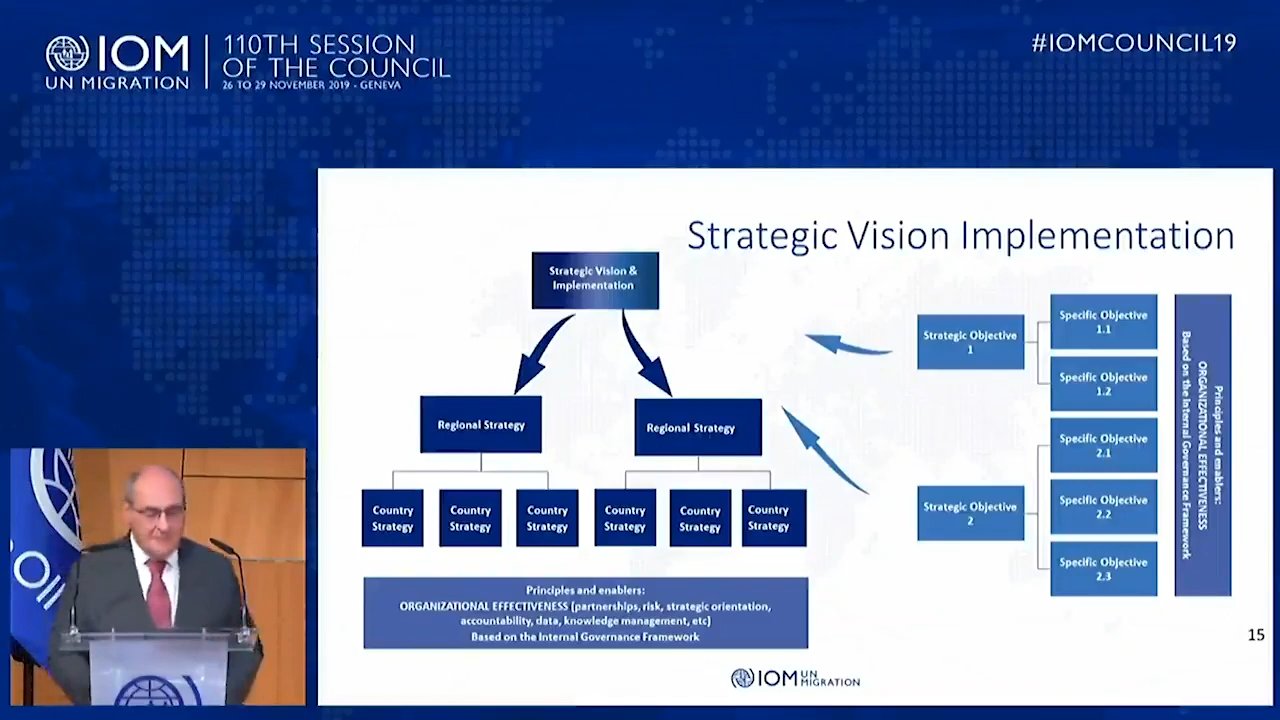 IOM
UN MIGRATION
110TH SESSION
OF THE COUNCIL
26 TO 29 NOVEMBER 2019 - GENEVA
#IOMCOUNCIL19
Strategic Vision Implementation
Strategic Vision &
Implementation
Regional Strategy
Regional Strategy
Country
Strategy
Country
Strategy
Country
Strategy
Country
Strategy
Country
Strategy
Country
Strategy
Principles and enablers:
ORGANIZATIONAL EFFECTIVENESS (partnerships, risk, strategic orientation,
accountability, data, knowledge management, etc)
Based on the Internal Governance Framework
Strategic Objective
1
Specific Objective
1.1
Specific Objective
1.2
Strategic Objective
2
Specific Objective
2.1
Specific Objective
2.2
Specific Objective
2.3
Principles and enablers:
ORGANIZATIONAL EFFECTIVENESS
Based on the Internal Governance Framework
15
IOM UN
MIGRATION